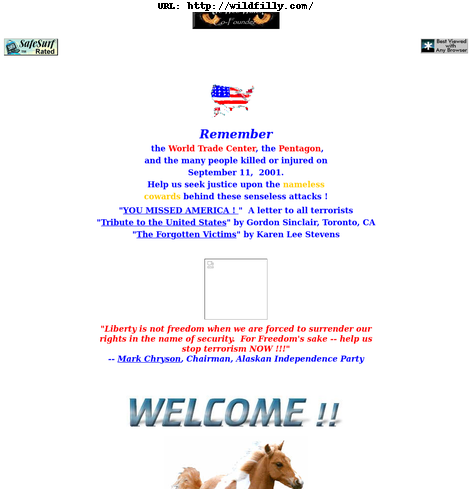 URL: http://wildfilly.com/
Co-Founder
SafeSurf
Rated
Best Viewed
with
Any Browser
Remember
the World Trade Center, the Pentagon,
and the many people killed or injured on
September 11,  2001.
Help us seek justice upon the nameless
cowards behind these senseless attacks !
"YOU MISSED AMERICA ! "  A letter to all terrorists
"Tribute to the United States" by Gordon Sinclair, Toronto, CA
"The Forgotten Victims" by Karen Lee Stevens
"Liberty is not freedom when we are forced to surrender our
rights in the name of security.  For Freedom's sake -- help us
stop terrorism NOW !!!"
-- Mark Chryson, Chairman, Alaskan Independence Party
WELCOME !!